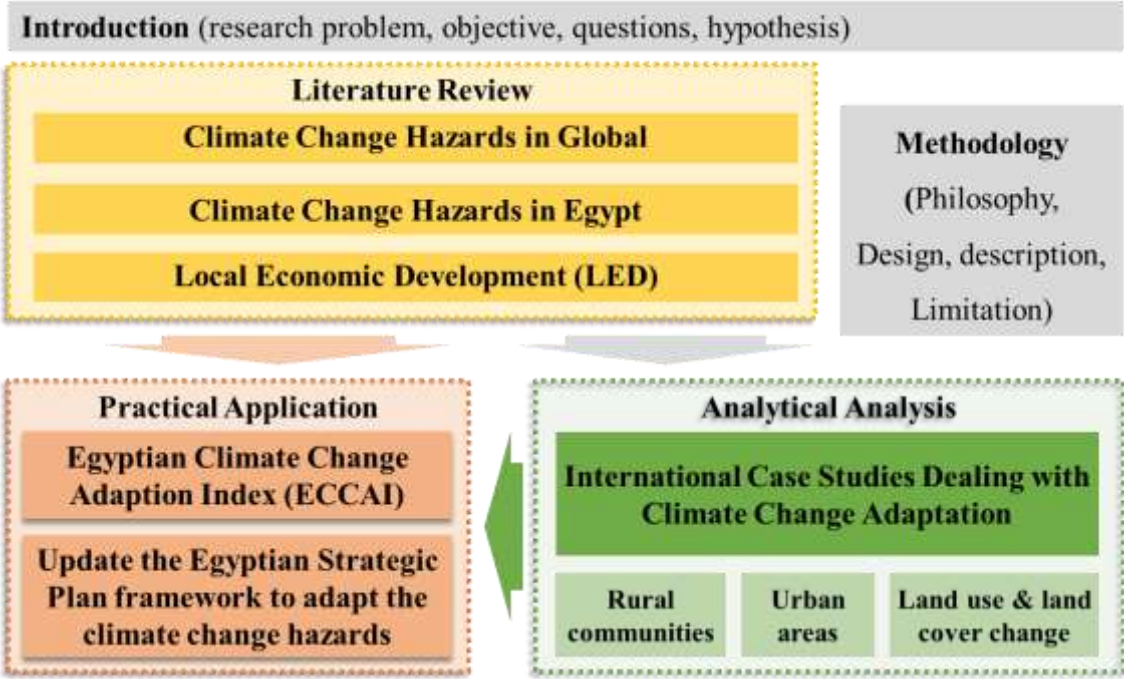 Introduction (research problem, objective, questions, hypothesis)
Literature Review
Climate Change Hazards in Global
Climate Change Hazards in Egypt
Local Economic Development (LED)
Methodology
(Philosophy,
Design, description,
Limitation)
Practical Application
Egyptian Climate Change
Adaption Index (ECCAI)
Update the Egyptian Strategic
Plan framework to adapt the
climate change hazards
Analytical Analysis
International Case Studies Dealing with
Climate Change Adaptation
Rural
communities
Urban
areas
Land use & land
cover change